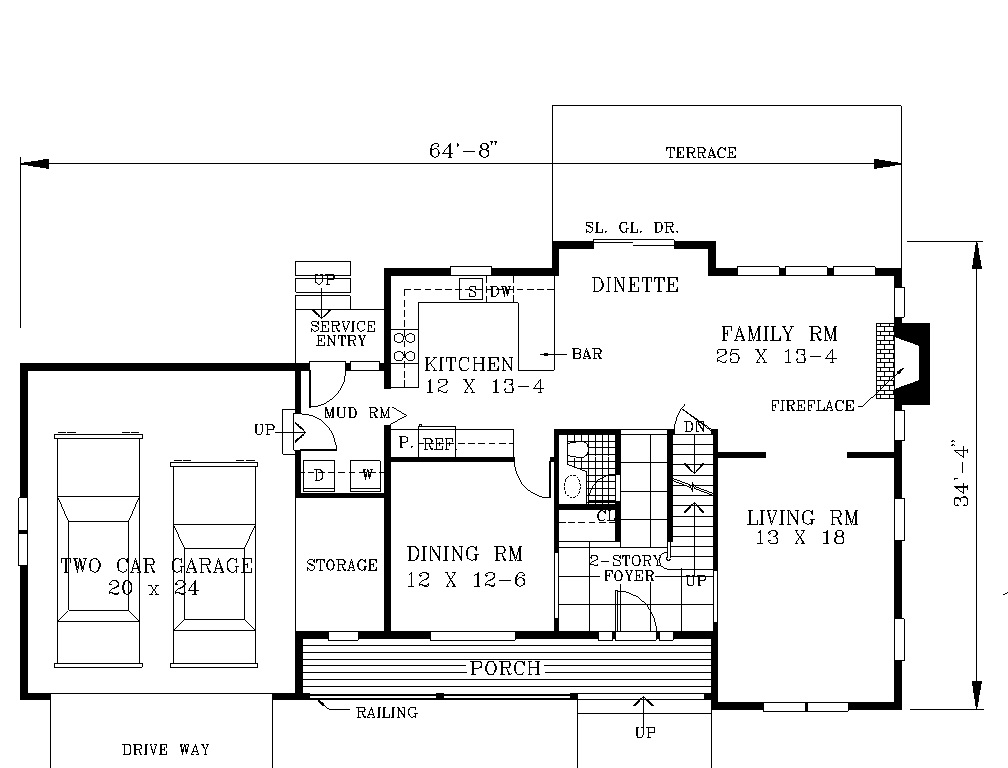 64'-8"
TERRACE
SL. GL. DR.
UP
S
DW
DINETTE
SERVICE
ENTRY
FAMILY RM
25 X 13-4
BAR
KITCHEN
12 X 13-4
FIREPLACE
MUD RM
UP
DN
P.
REF.
D
W
34'-4"
CL
LIVING RM
13 X 18
DINING RM
12 X 12-6
2-STORY
FOYER
UP
STORAGE
TWO CAR GARAGE
20 x 24
PORCH
RAILING
UP
DRIVE WAY